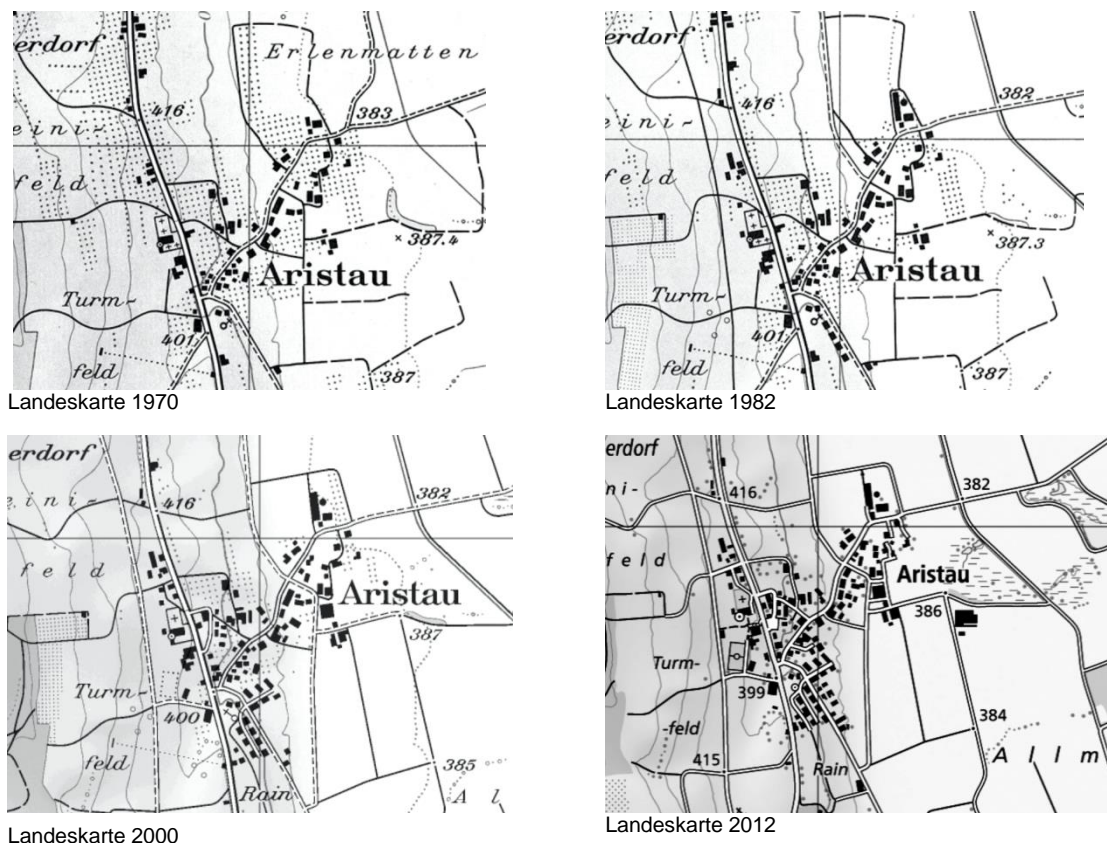 erdorf
Erlenmatten
416
383
eini-
feld
387.4
Aristau
Turm-
401
feld
387
Landeskarte 1970
erdorf
382
416
eini-
feld
387.3
Aristau
Turm-
401
feld
387
Landeskarte 1982
erdorf
eini-
416
382
feld
Aristau
387
Turm-
400
feld
385
Rain
Al
Landeskarte 2000
erdorf
ni-
416
382
feld
Aristau
386
Turm-
399
384
-feld
415
Rain
Allm
Landeskarte 2012